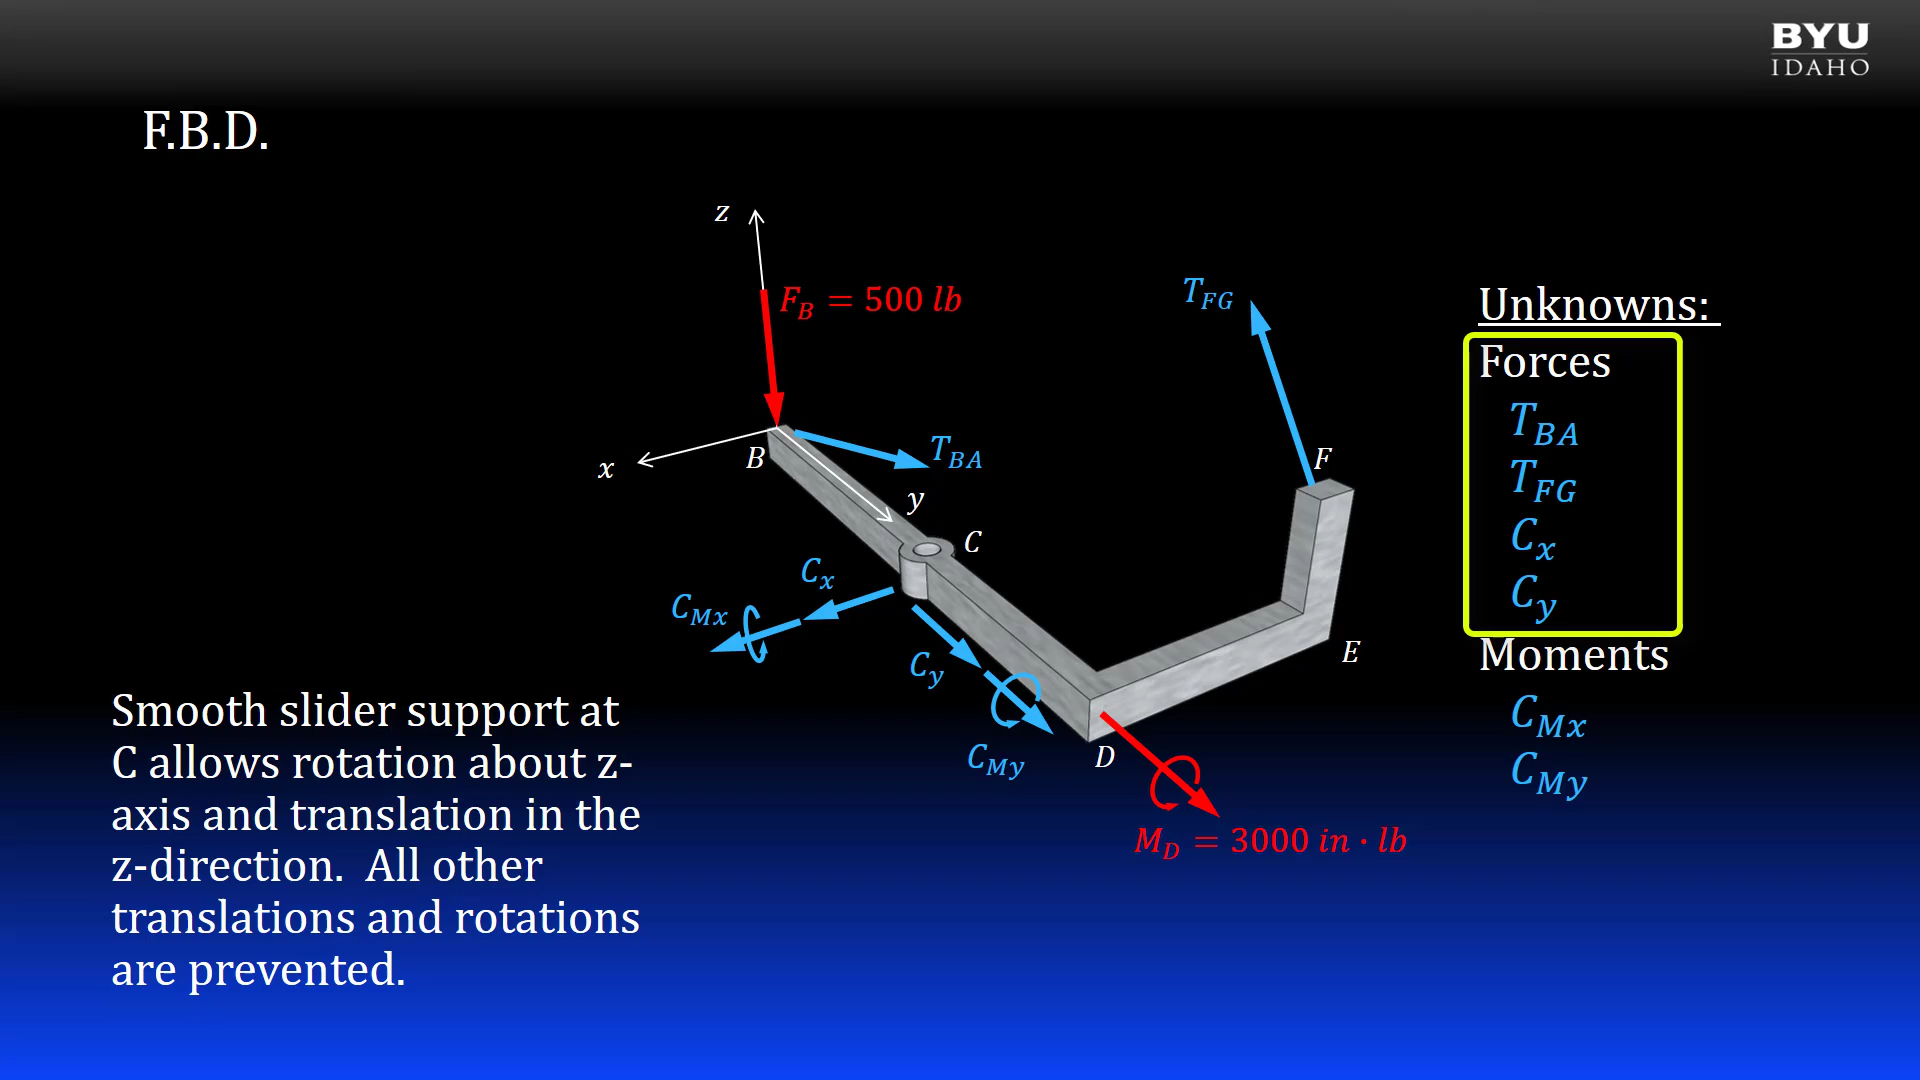 BYU
IDAHO
F.B.D.
z
F_B = 500 lb
T_FG
x
B
T_BA
y
C
F
C_x
C_Mx
C_y
C_My
E
D
M_D = 3000 in · lb
Unknowns:
Forces
T_BA
T_FG
C_x
C_y
Moments
C_Mx
C_My
Smooth slider support at
C allows rotation about z-
axis and translation in the
z-direction.  All other
translations and rotations
are prevented.